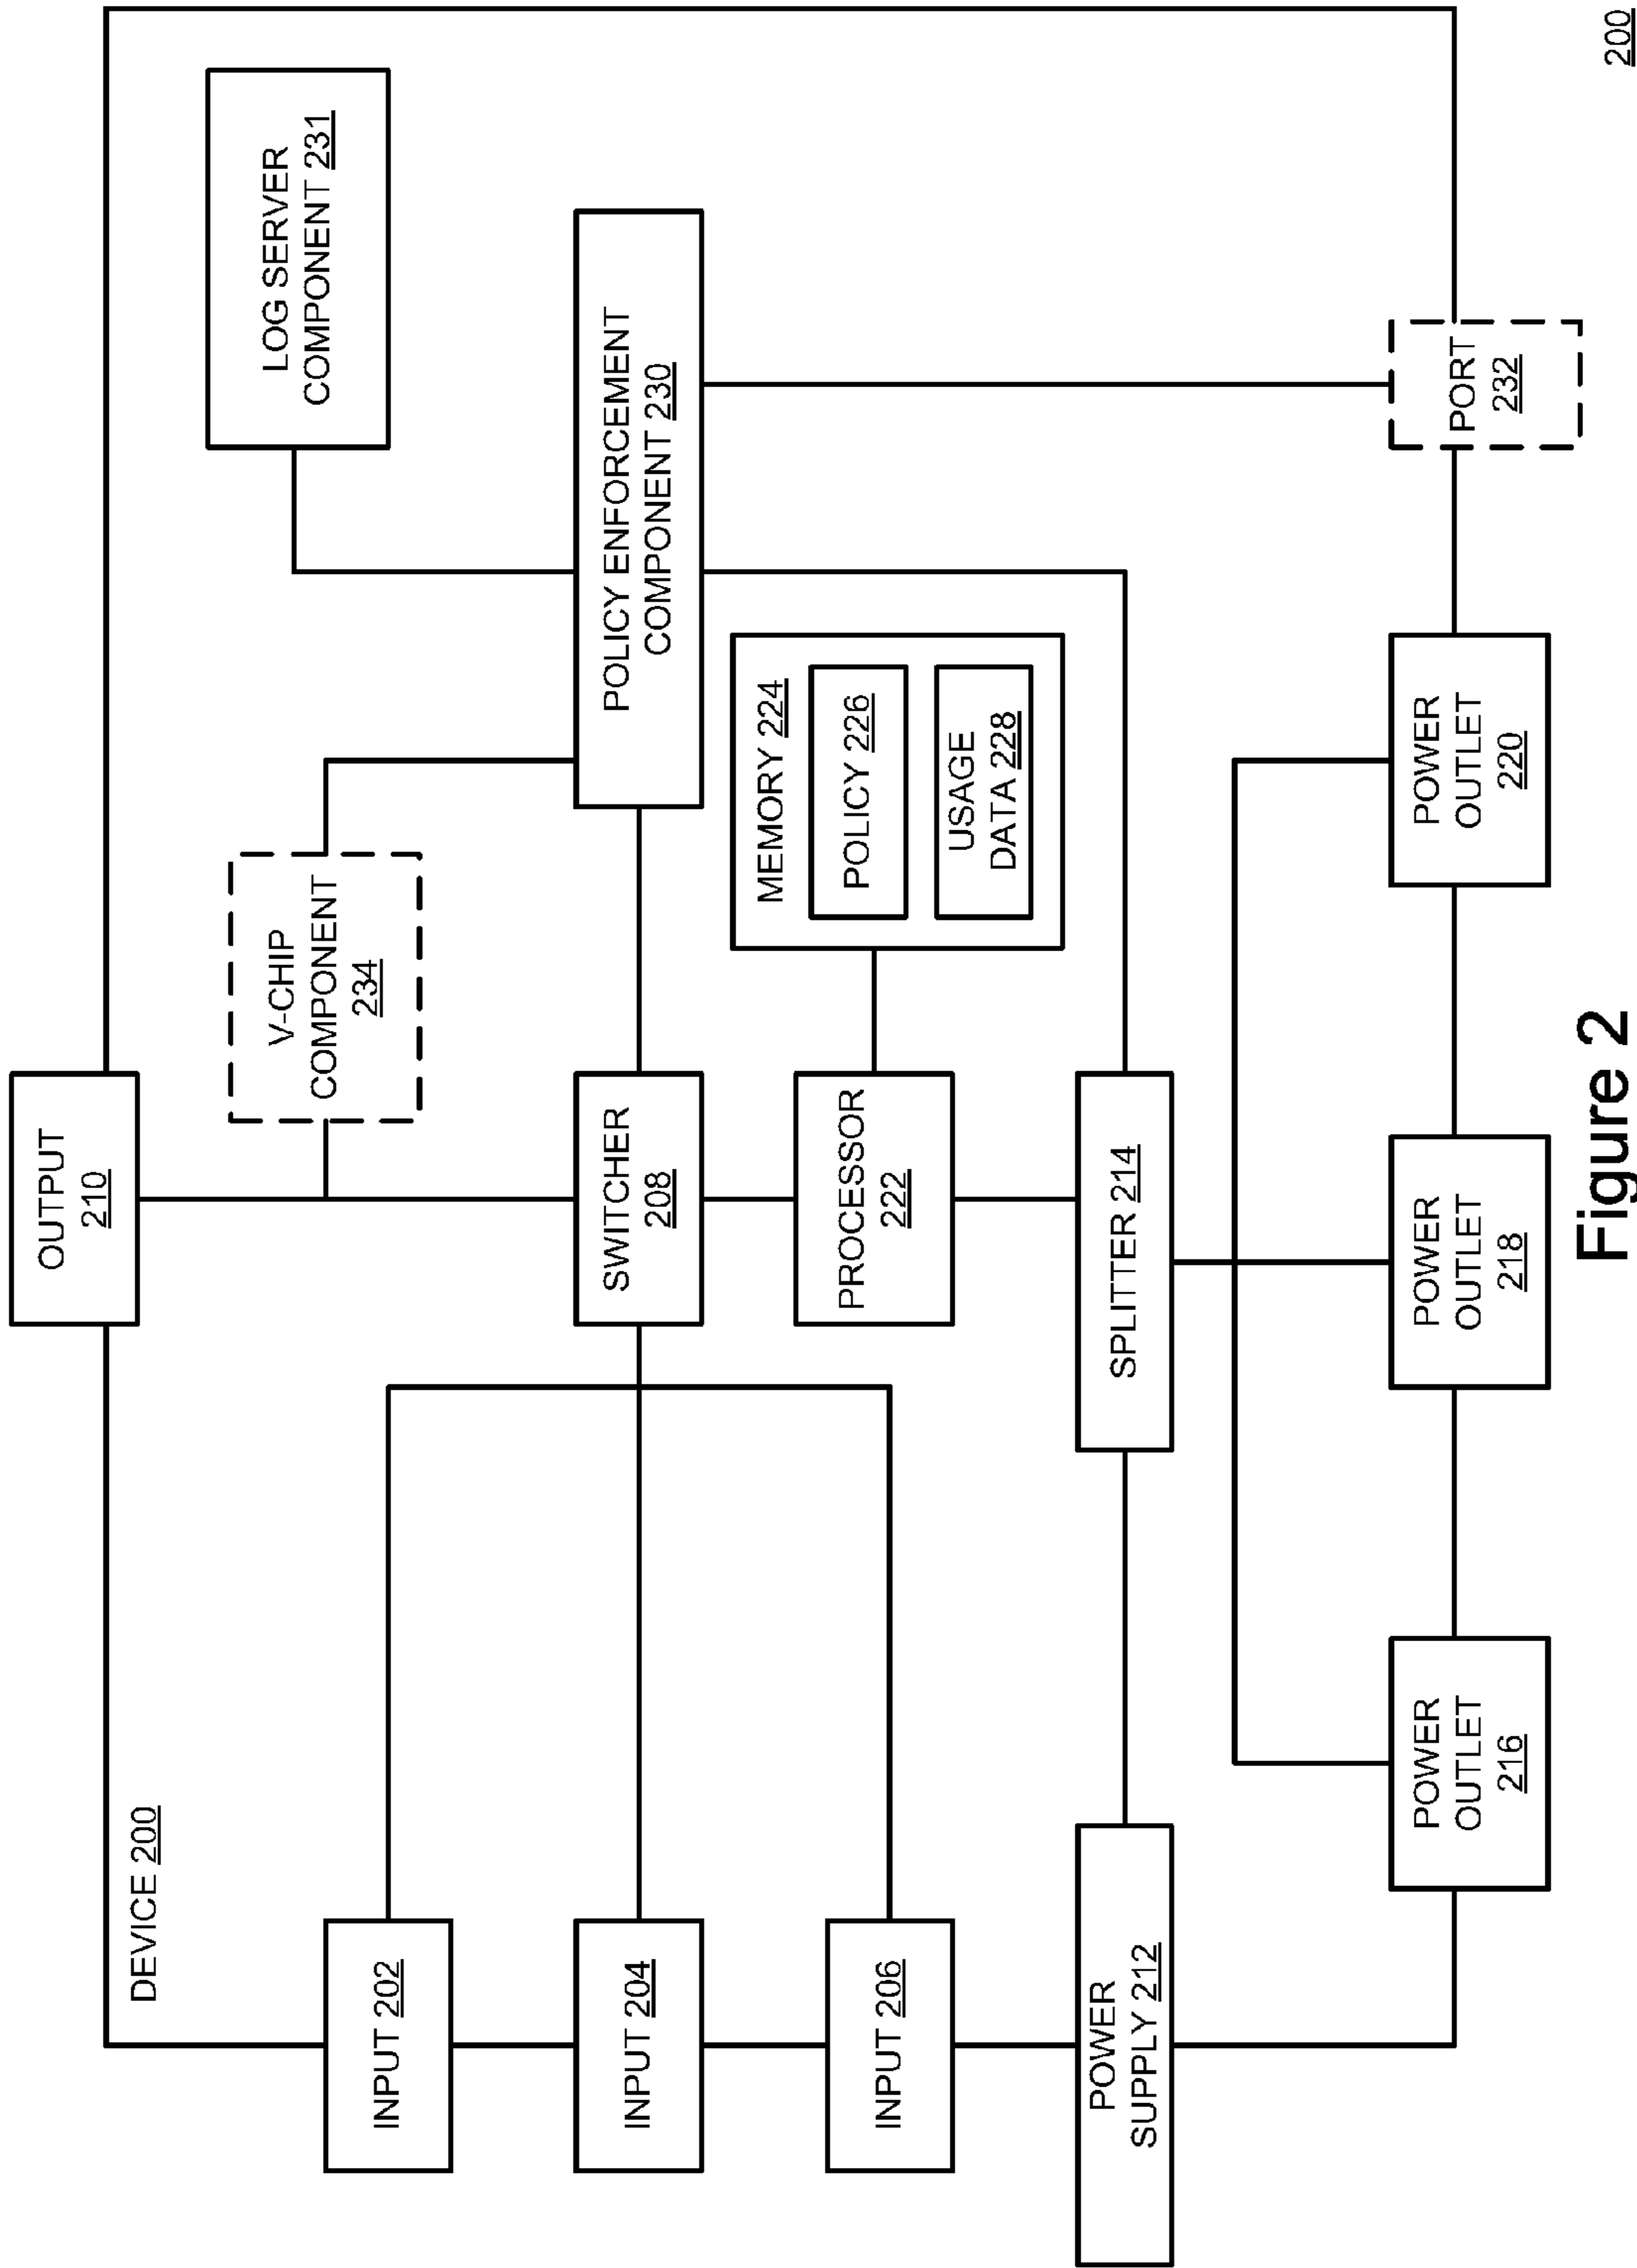 OUTPUT
210
DEVICE 200
LOG SERVER
COMPONENT 231
V-CHIP
COMPONENT
234
INPUT 202
INPUT 204
INPUT 206
SWITCHER
208
POLICY ENFORCEMENT
COMPONENT 230
PROCESSOR
222
MEMORY 224
POLICY 226
USAGE
DATA 228
POWER
SUPPLY 212
SPLITTER 214
POWER
OUTLET
216
POWER
OUTLET
218
POWER
OUTLET
220
PORT
232
Figure 2
200